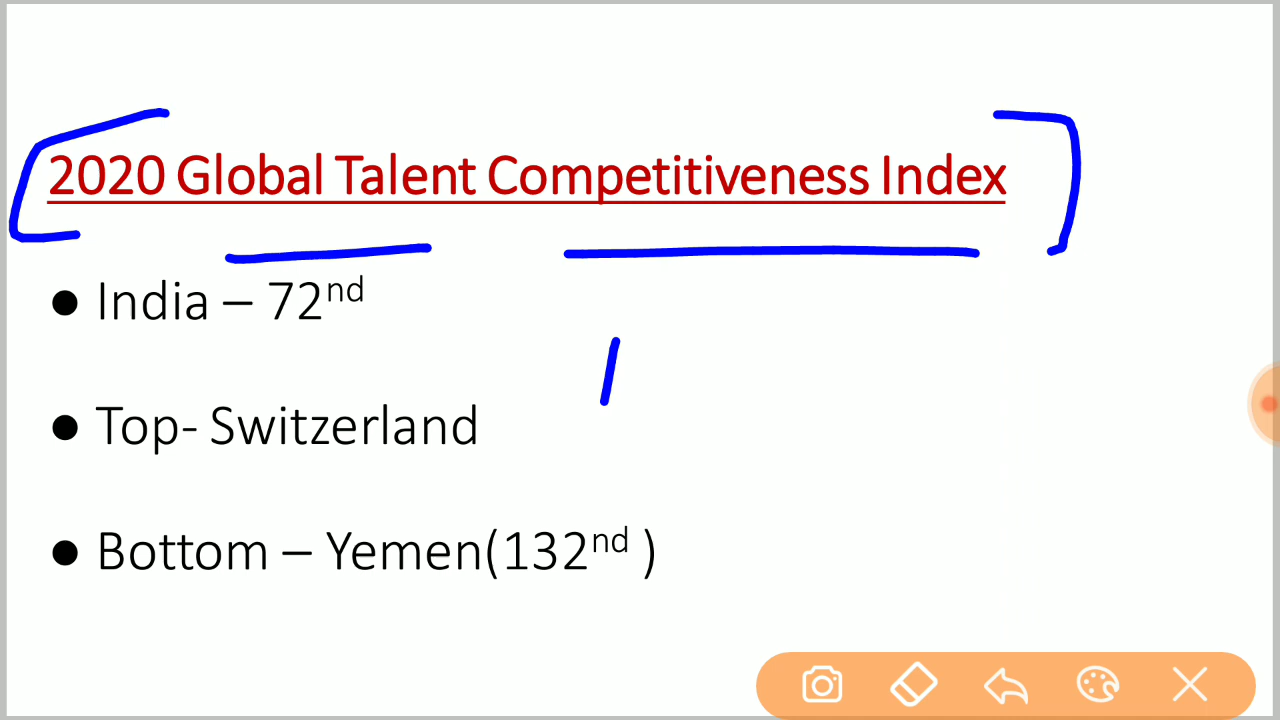 2020 Global Talent Competitiveness Index
● India – 72nd
● Top- Switzerland
● Bottom – Yemen(132nd )